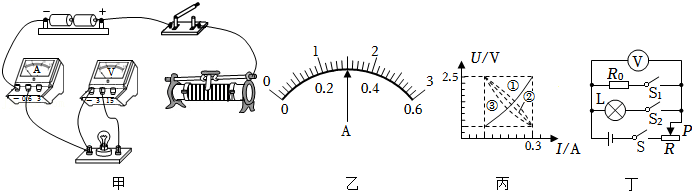 − +
A
− 0.6 3
V
− 3 15
甲
0 1 2 3
0 0.2 0.4 0.6
A
乙
U/V
2.5
①
②
③
0.3
I/A
丙
V
R₀ S₁
L S₂
S P
R
丁